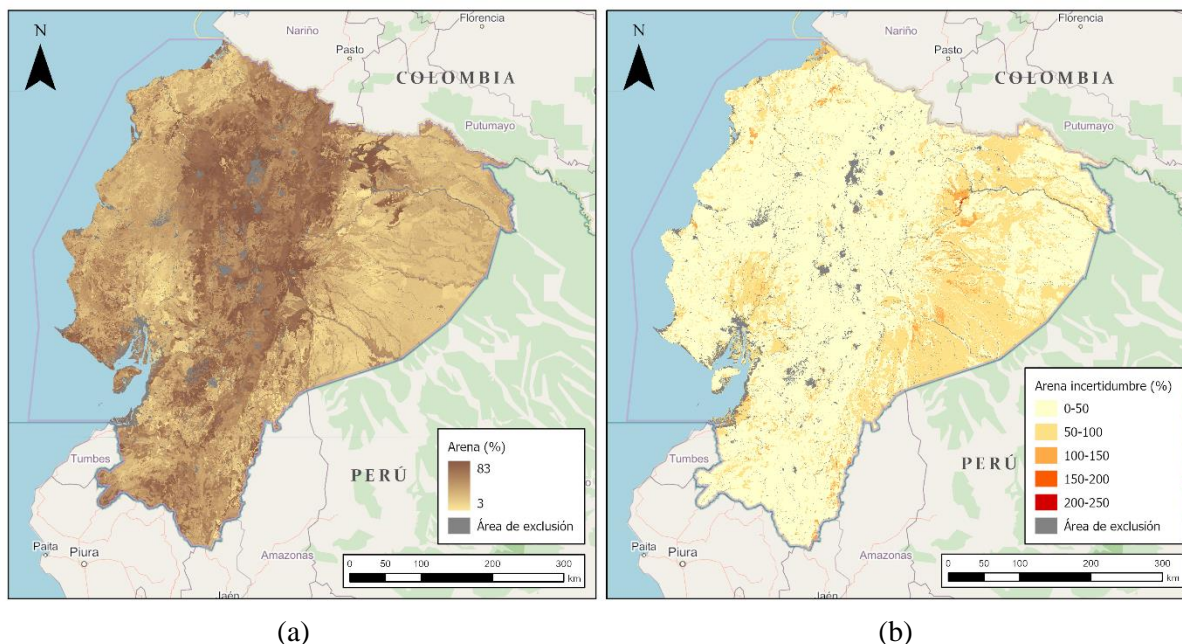 N
Nariño
Florencia
Pasto
COLOMBIA
Putumayo
Tumbes
PERÚ
Paita
Piura
Amazonas
Jaén
Arena (%)
83
3
Área de exclusión
0 50 100 200 300
km
(a)
N
Nariño
Florencia
Pasto
COLOMBIA
Putumayo
Tumbes
PERÚ
Paita
Piura
Amazonas
Jaén
Arena incertidumbre (%)
0-50
50-100
100-150
150-200
200-250
Área de exclusión
0 50 100 200 300
km
(b)